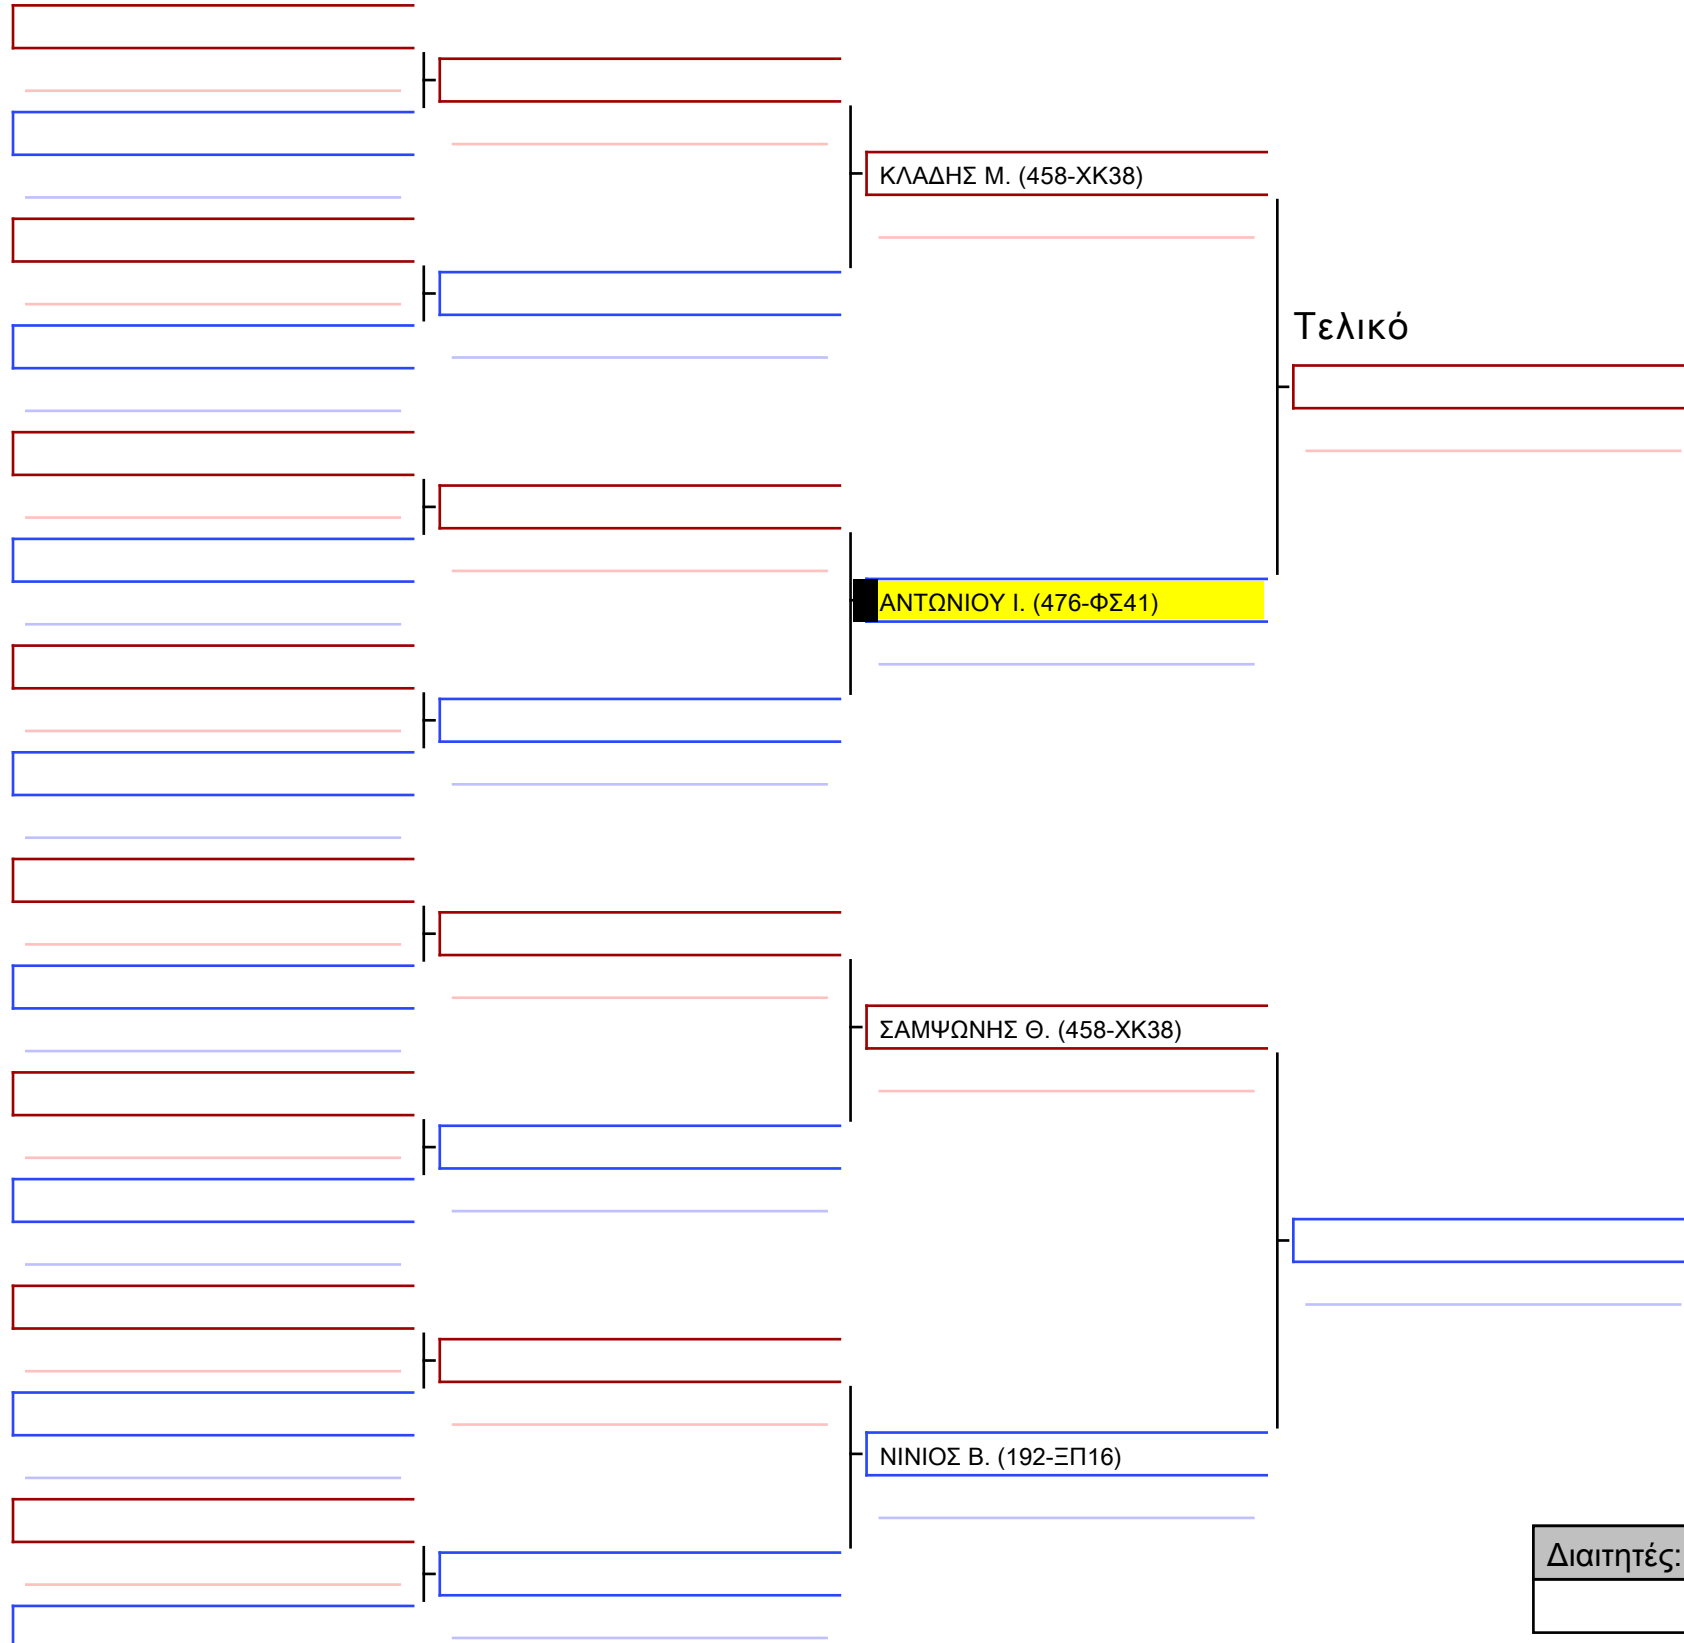 ΚΛΑΔΗΣ Μ. (458-ΧΚ38)
Τελικό
ΑΝΤΩΝΙΟΥ Ι. (476-ΦΣ41)
ΣΑΜΨΩΝΗΣ Θ. (458-ΧΚ38)
ΝΙΝΙΟΣ Β. (192-ΞΠ16)
Διαιτητές: